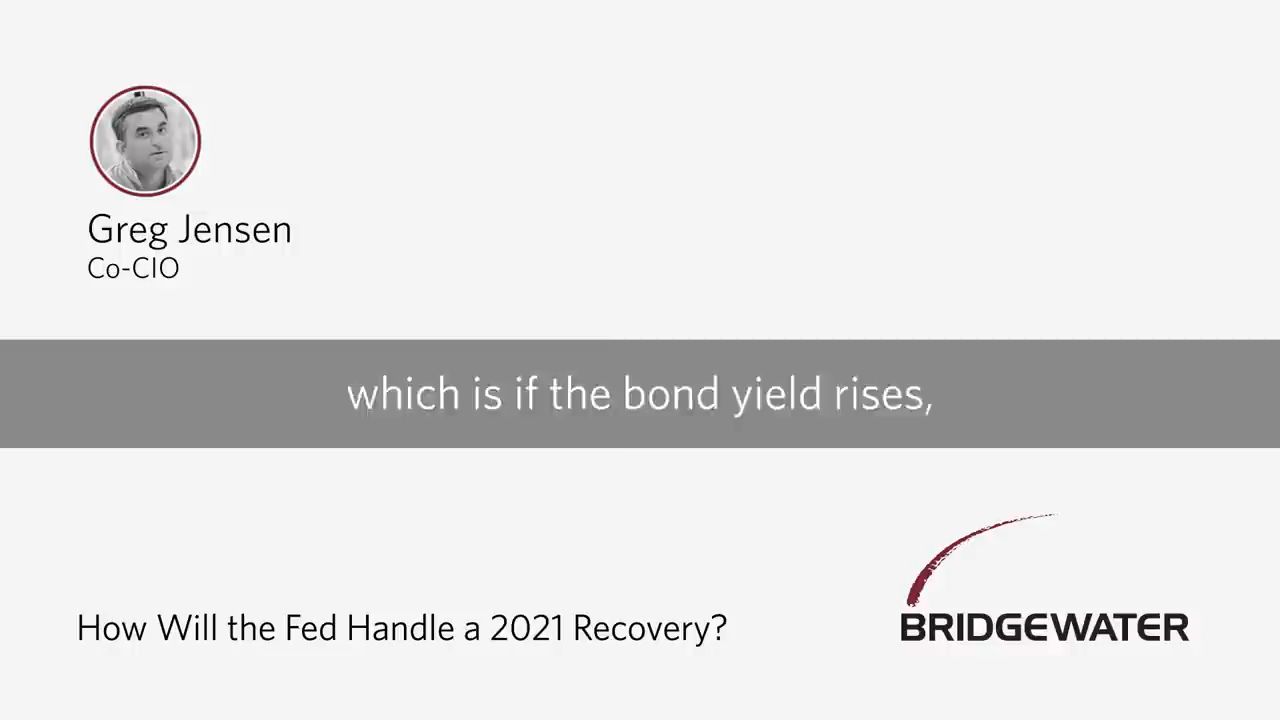 Greg Jensen
Co-CIO
which is if the bond yield rises,
How Will the Fed Handle a 2021 Recovery?
BRIDGEWATER